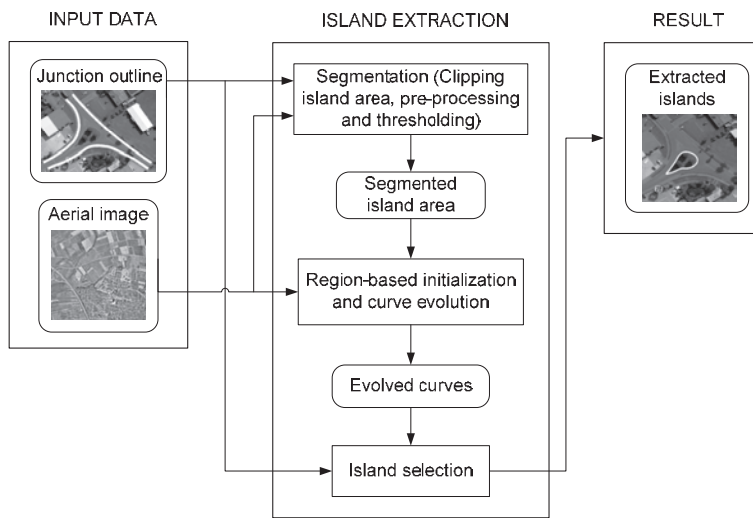 INPUT DATA
Junction outline
Aerial image
ISLAND EXTRACTION
Segmentation (Clipping
island area, pre-processing
and thresholding)
Segmented
island area
Region-based initialization
and curve evolution
Evolved curves
Island selection
RESULT
Extracted
islands